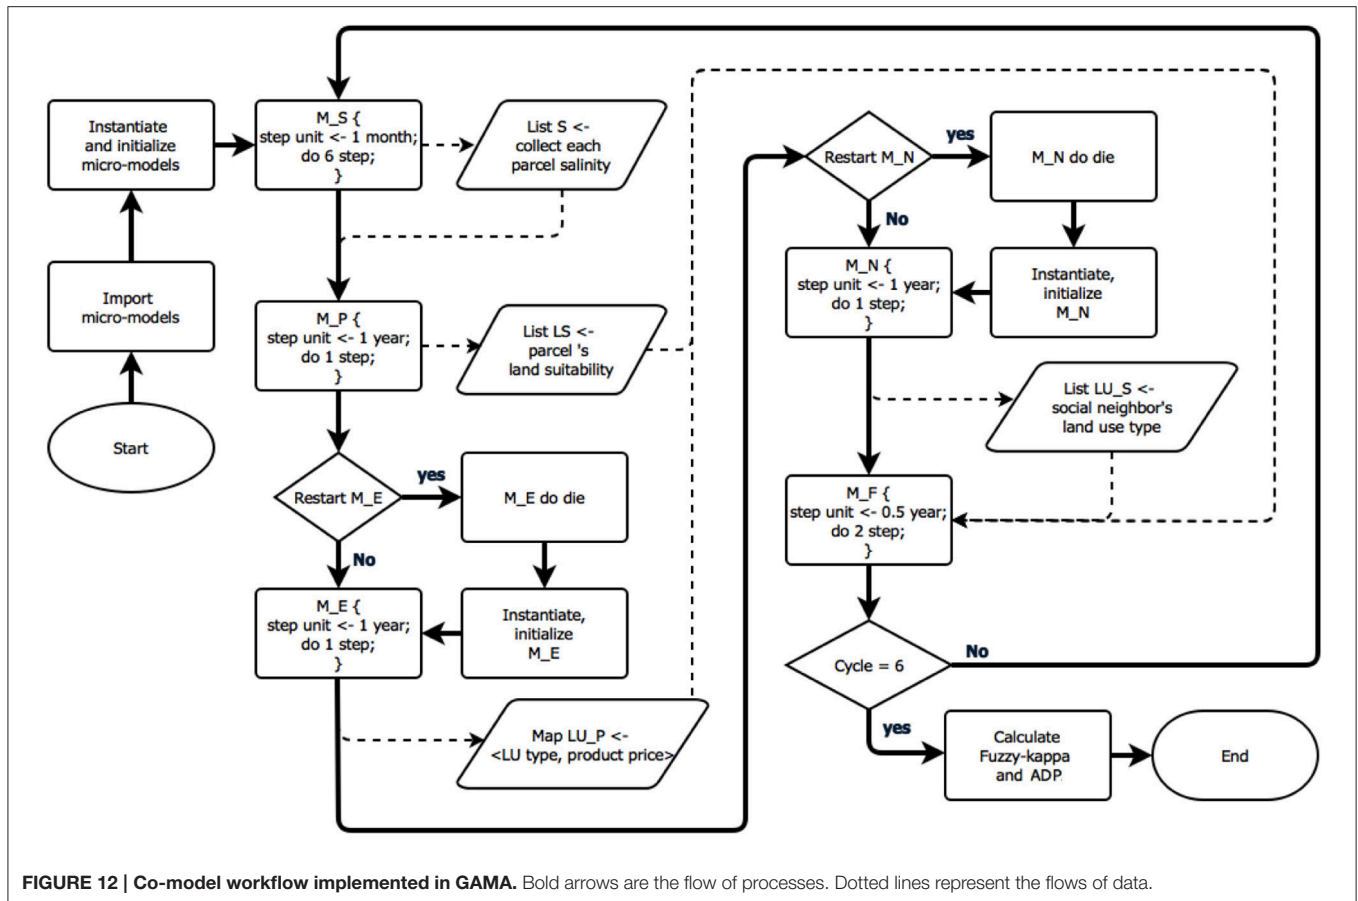 Instantiate
and initialize
micro-models
Import
micro-models
Start
M_S {
step unit <- 1 month;
do 6 step;
}
List S <-
collect each
parcel salinity
M_P {
step unit <- 1 year;
do 1 step;
}
List LS <-
parcel 's
land suitability
Restart M_E
yes
M_E do die
No
Instantiate,
initialize
M_E
M_E {
step unit <- 1 year;
do 1 step;
}
Map LU_P <-
<LU type, product price>
Restart M_N
yes
M_N do die
No
Instantiate,
initialize
M_N
M_N {
step unit <- 1 year;
do 1 step;
}
List LU_S <-
social neighbor's
land use type
M_F {
step unit <- 0.5 year;
do 2 step;
}
Cycle = 6
No
yes
Calculate
Fuzzy-kappa
and ADP
End
FIGURE 12 | Co-model workflow implemented in GAMA. Bold arrows are the flow of processes. Dotted lines represent the flows of data.